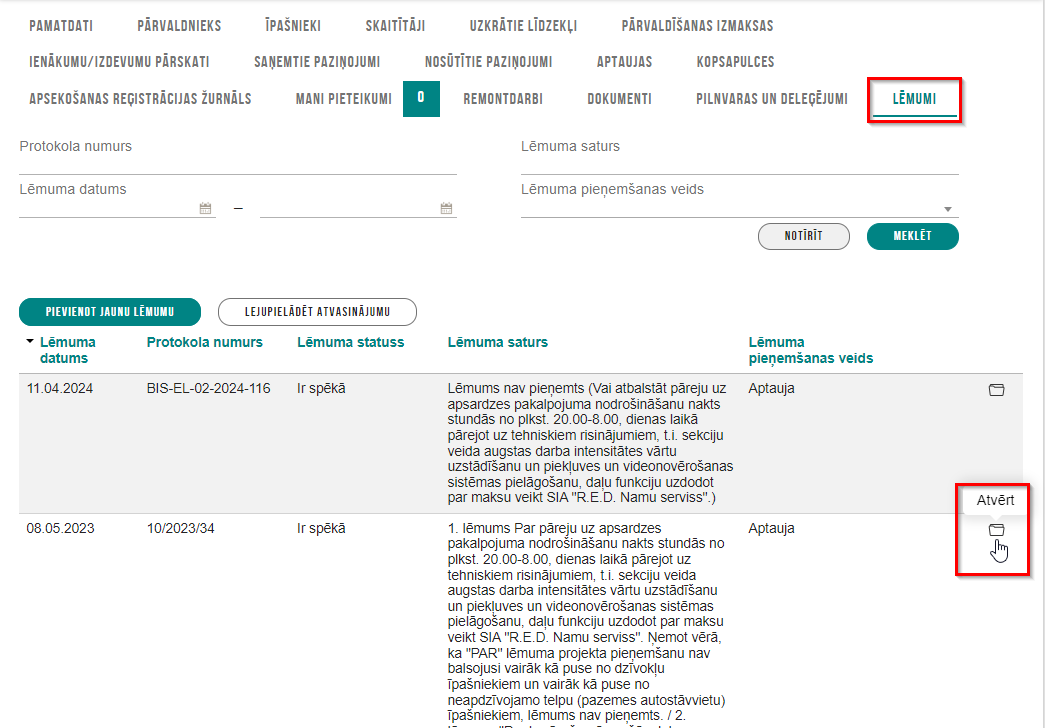 PAMATDATI PĀRVALDNIEKS ĪPAŠNIEKI SKAITĪTĀJI UZKRĀTIE LĪDZEKĻI PĀRVALDĪŠANAS IZMAKSAS
IENĀKUMU/IZDEVUMU PĀRSKATI SAŅEMTIE PAZIŅOJUMI NOSŪTĪTIE PAZIŅOJUMI APTAUJAS KOPSAPULCES
APSEKOŠANAS REĢISTRĀCIJAS ŽURNĀLS MANI PIETEIKUMI 0 REMONTDARBI DOKUMENTI PILNVARAS UN DELEĢĒJUMI LĒMUMI
Protokola numurs Lēmuma saturs
Lēmuma datums Lēmuma pieņemšanas veids
–
NOTĪRĪT MEKLĒT
PIEVIENOT JAUNU LĒMUMU LEJUPIELĀDĒT ATVASINĀJUMU
Lēmuma Protokola numurs Lēmuma statuss Lēmuma saturs Lēmuma
datums pieņemšanas veids
11.04.2024 BIS-EL-02-2024-116 Ir spēkā Lēmums nav pieņemts (Vai atbalstāt pāreju uz Aptauja
apsardzes pakalpojuma nodrošināšanu nakts
stundās no plkst. 20.00-8.00, dienas laikā
pārejot uz tehniskiem risinājumiem, t.i. sekciju
veida augstas darba intensitātes vārtu
uzstādīšanu un piekļuves un videonovērošanas
sistēmas pielāgošanu, daļu funkciju uzdodot
par maksu veikt SIA "R.E.D. Namu serviss".)
Atvērt
08.05.2023 10/2023/34 Ir spēkā 1. lēmums Par pāreju uz apsardzes Aptauja
pakalpojuma nodrošināšanu nakts stundās no
plkst. 20.00-8.00, dienas laikā pārejot uz
tehniskiem risinājumiem, t.i. sekciju veida
augstas darba intensitātes vārtu uzstādīšanu
un piekļuves un videonovērošanas sistēmas
pielāgošanu, daļu funkciju uzdodot par maksu
veikt SIA "R.E.D. Namu serviss". Ņemot vērā,
ka "PAR" lēmuma projekta pieņemšanu nav
balsojusi vairāk kā puse no dzīvokļu
īpašniekiem un vairāk kā puse no
neapdzīvojamo telpu (pazemes autostāvvietu)
īpašniekiem, lēmums nav pieņemts. / 2.